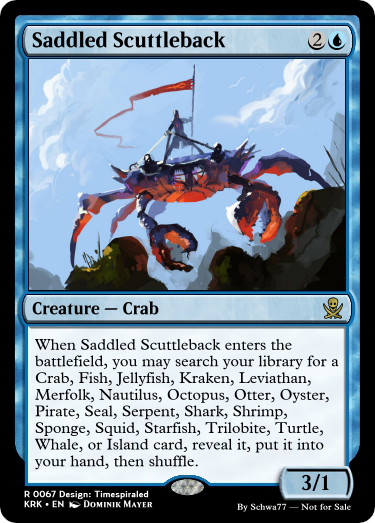 Saddled Scuttleback 2
Creature — Crab
When Saddled Scuttleback enters the
battlefield, you may search your library for a
Crab, Fish, Jellyfish, Kraken, Leviathan,
Merfolk, Nautilus, Octopus, Otter, Oyster,
Pirate, Seal, Serpent, Shark, Shrimp,
Sponge, Squid, Starfish, Trilobite, Turtle,
Whale, or Island card, reveal it, put it into
your hand, then shuffle.
3/1
R 0067 Design: Timespiraled
KRK • EN Dominik Mayer
By Schwa77 — Not for Sale